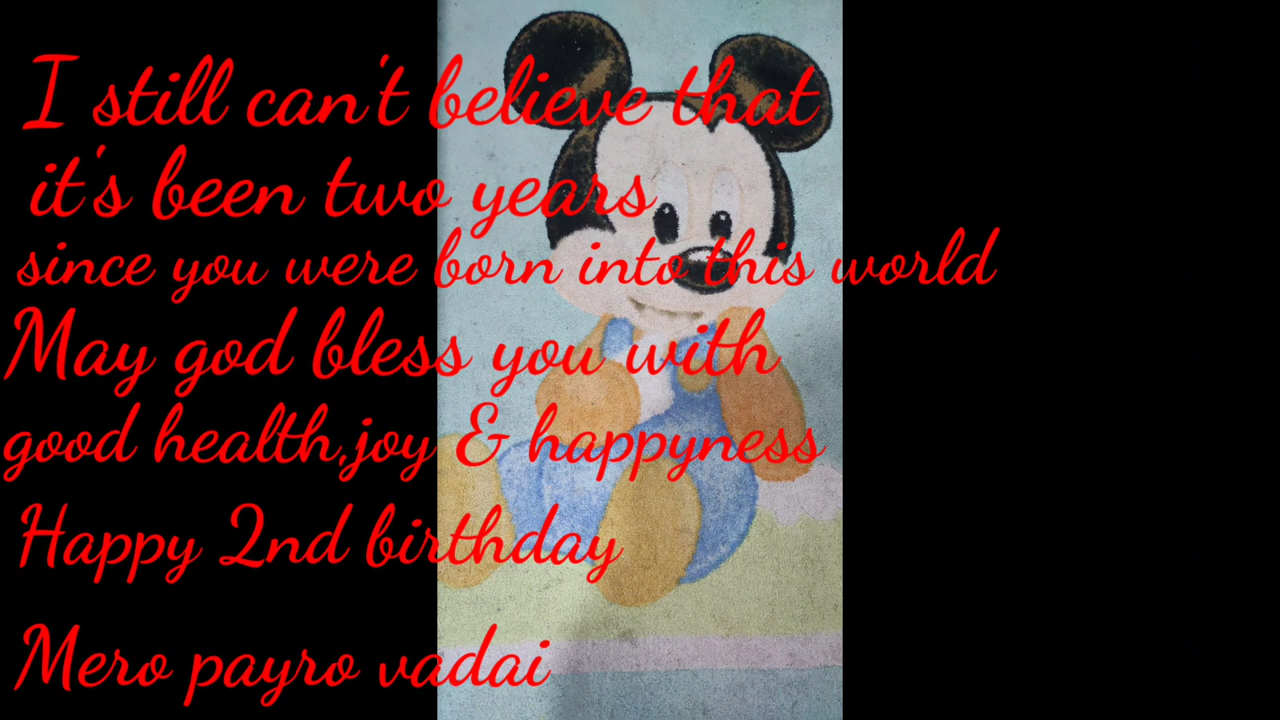 I still can't believe that
it's been two years
since you were born into this world
May god bless you with
good health,joy & happyness
Happy 2nd birthday
Mero payro vadai